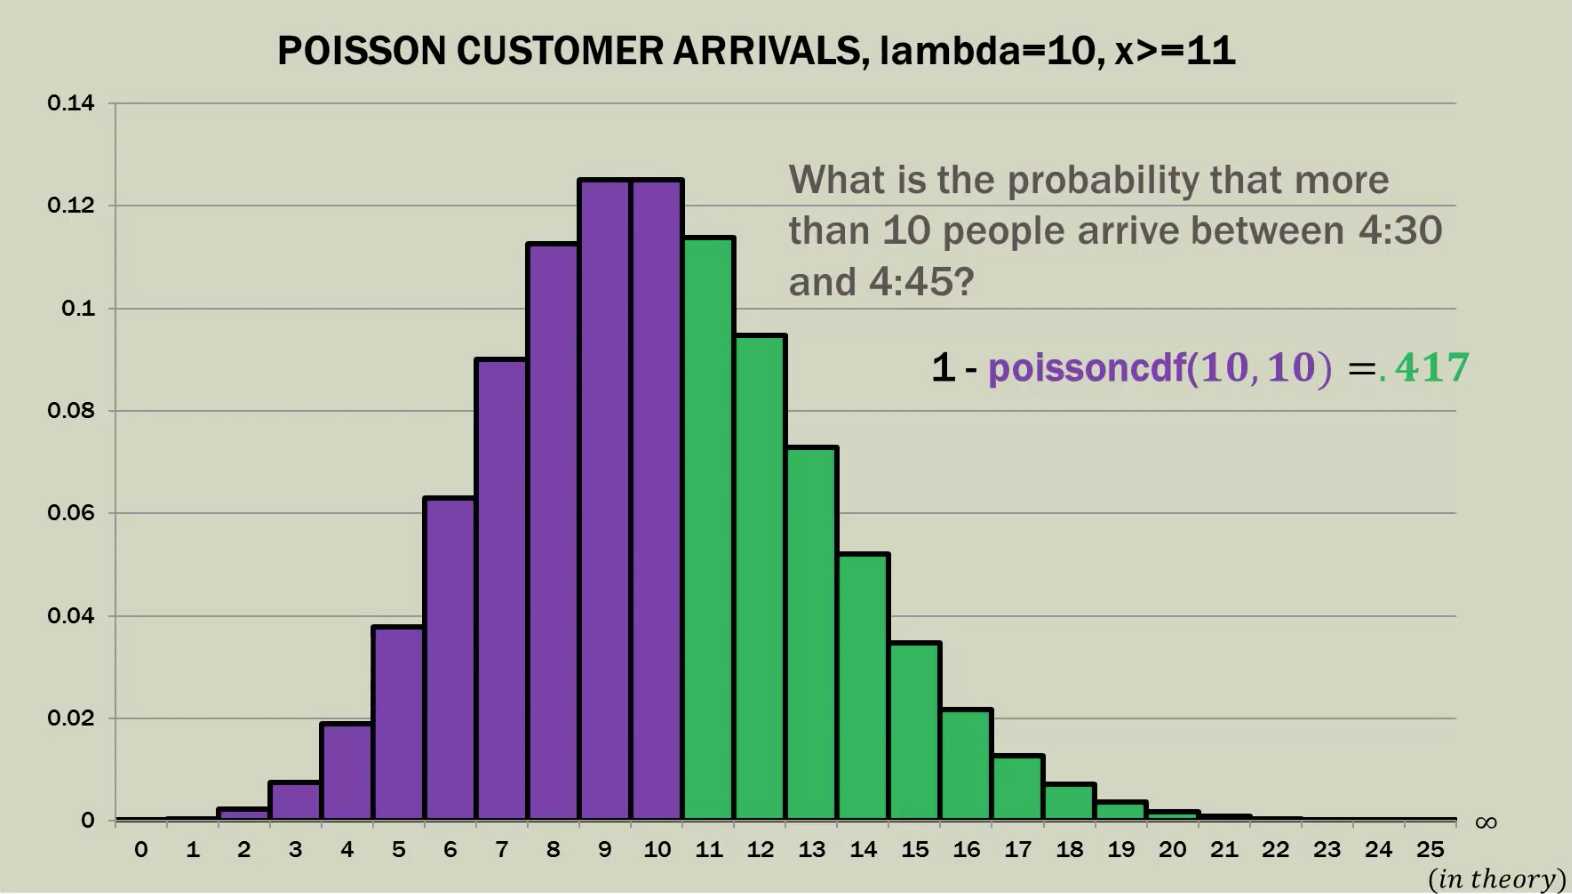 POISSON CUSTOMER ARRIVALS, lambda=10, x>=11
0.14
What is the probability that more
0.12
than 10 people arrive between 4:30
and 4:45?
0.1
1 - poissoncdf(10, 10) =.417
0.08
0.06
0.04
0.02
0
∞
0 1 2 3 4 5 6 7 8 9 10 11 12 13 14 15 16 17 18 19 20 21 22 23 24 25
(in theory)